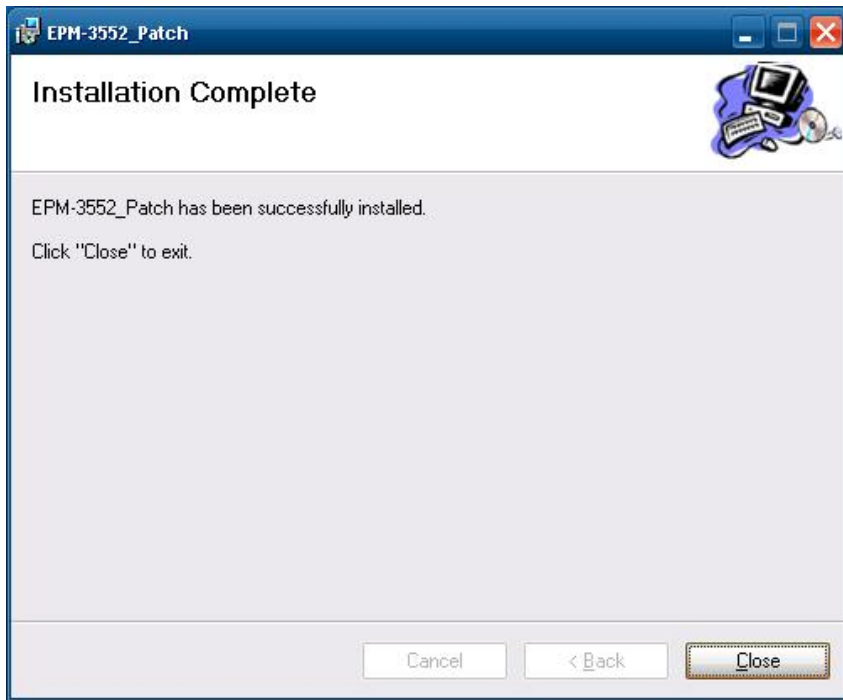 EPM-3552_Patch
Installation Complete
EPM-3552_Patch has been successfully installed.
Click "Close" to exit.
Cancel
< Back
Close